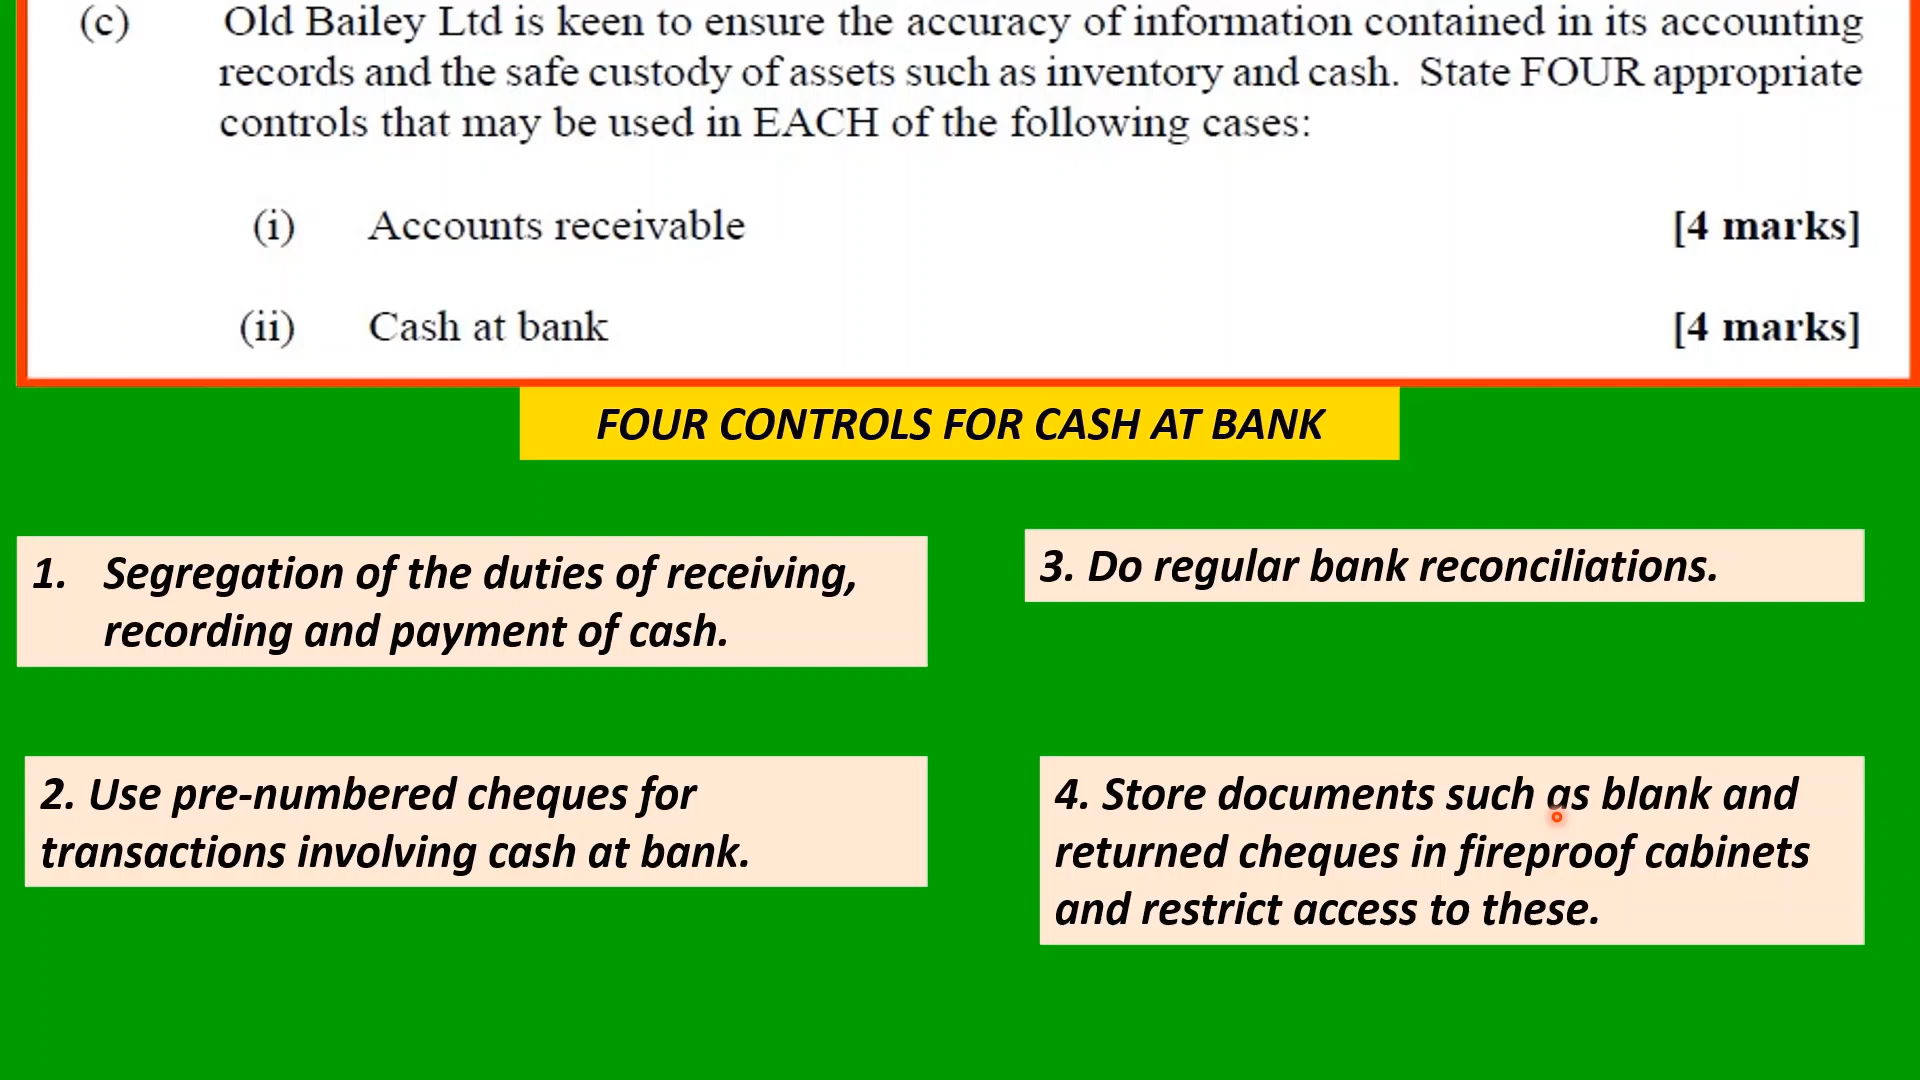 (c) Old Bailey Ltd is keen to ensure the accuracy of information contained in its accounting
records and the safe custody of assets such as inventory and cash. State FOUR appropriate
controls that may be used in EACH of the following cases:
(i) Accounts receivable [4 marks]
(ii) Cash at bank [4 marks]
FOUR CONTROLS FOR CASH AT BANK
1. Segregation of the duties of receiving,
recording and payment of cash.
2. Use pre-numbered cheques for
transactions involving cash at bank.
3. Do regular bank reconciliations.
4. Store documents such as blank and
returned cheques in fireproof cabinets
and restrict access to these.